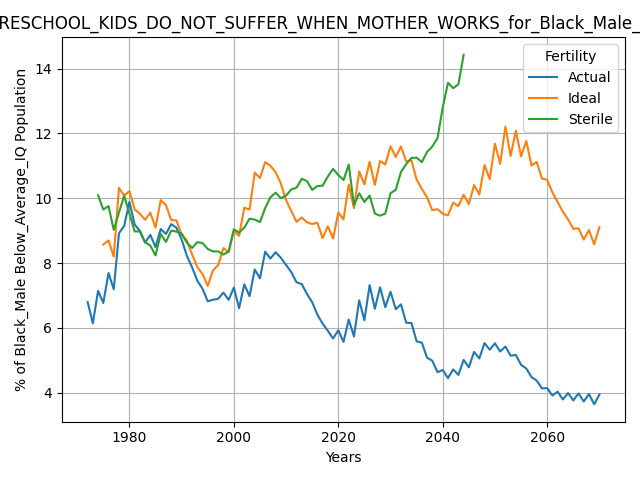 RESCHOOL_KIDS_DO_NOT_SUFFER_WHEN_MOTHER_WORKS_for_Black_Male_
% of Black_Male Below_Average_IQ Population
14
12
10
8
6
4
1980 2000 2020 2040 2060
Years
Fertility
Actual
Ideal
Sterile